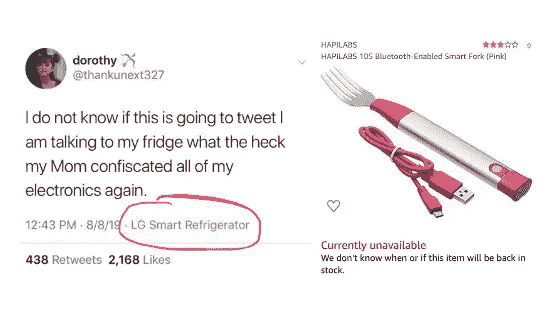 dorothy
@thankunext327
I do not know if this is going to tweet I
am talking to my fridge what the heck
my Mom confiscated all of my
electronics again.
12:43 PM · 8/8/19 · LG Smart Refrigerator
438 Retweets 2,168 Likes
HAPILABS
9
HAPILABS 105 Bluetooth-Enabled Smart Fork (Pink)
Currently unavailable
We don't know when or if this item will be back in
stock.